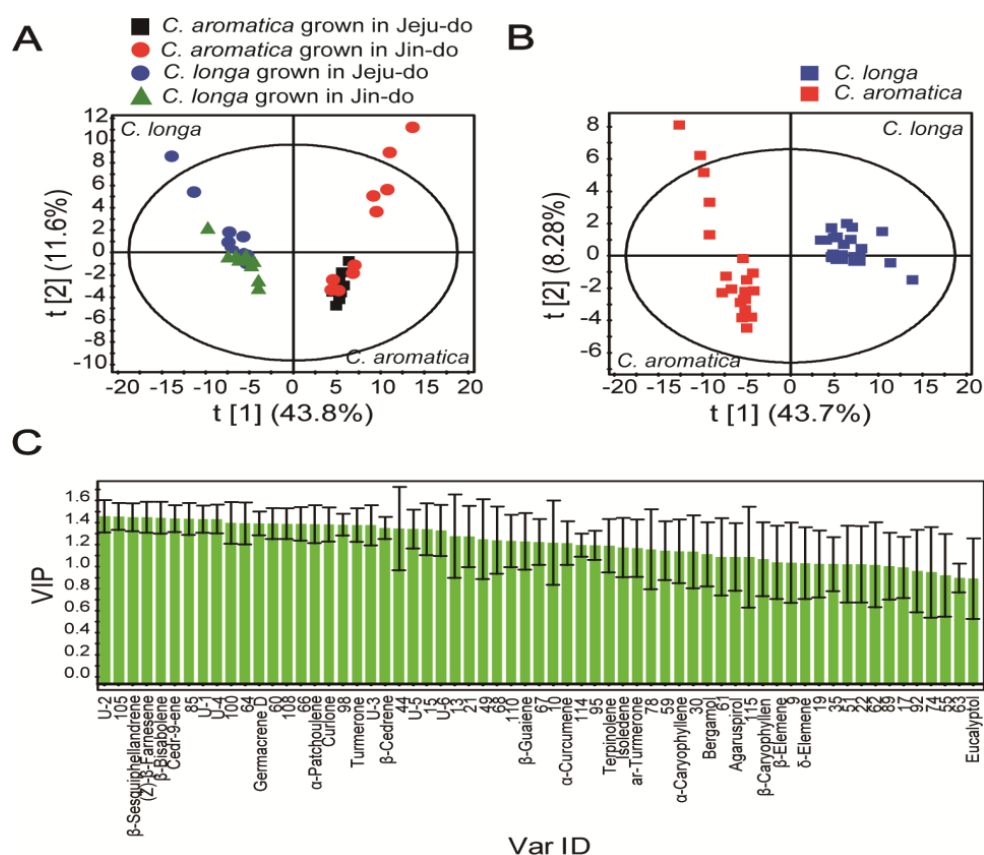 A
C. aromatica grown in Jeju-do
C. aromatica grown in Jin-do
C. longa grown in Jeju-do
C. longa grown in Jin-do
12
10
8
6
4
2
0
-2
-4
-6
-8
-10
C. longa
C. aromatica
t [2] (11.6%)
-20 -15 -10 -5 0 5 10 15 20
t [1] (43.8%)
B
C. longa
C. aromatica
8
6
4
2
0
-2
-4
-6
C. longa
C. aromatica
t [2] (8.28%)
-20 -15 -10 -5 0 5 10 15 20
t [1] (43.7%)
C
1.6
1.4
1.2
1.0
0.8
0.6
0.4
0.2
0.0
VIP
U-2
105
β-Sesquiphellandrene
(Z)-β-Farnesene
β-Bisabolene
Cedr-9-ene
85
U-1
U-4
100
64
Germacrene D
60
108
66
α-Patchoulene
Curlone
98
Turmerone
U-3
β-Cedrene
44
U-5
15
U-6
13
21
49
68
110
β-Guaiene
67
10
α-Curcumene
114
95
Terpinolene
Isoledene
ar-Turmerone
78
59
α-Caryophyllene
30
Bergamol
61
Agaruspirol
115
β-Caryophyllen
β-Elemene
9
δ-Elemene
19
35
51
22
62
89
17
92
74
55
63
Eucalyptol
Var ID